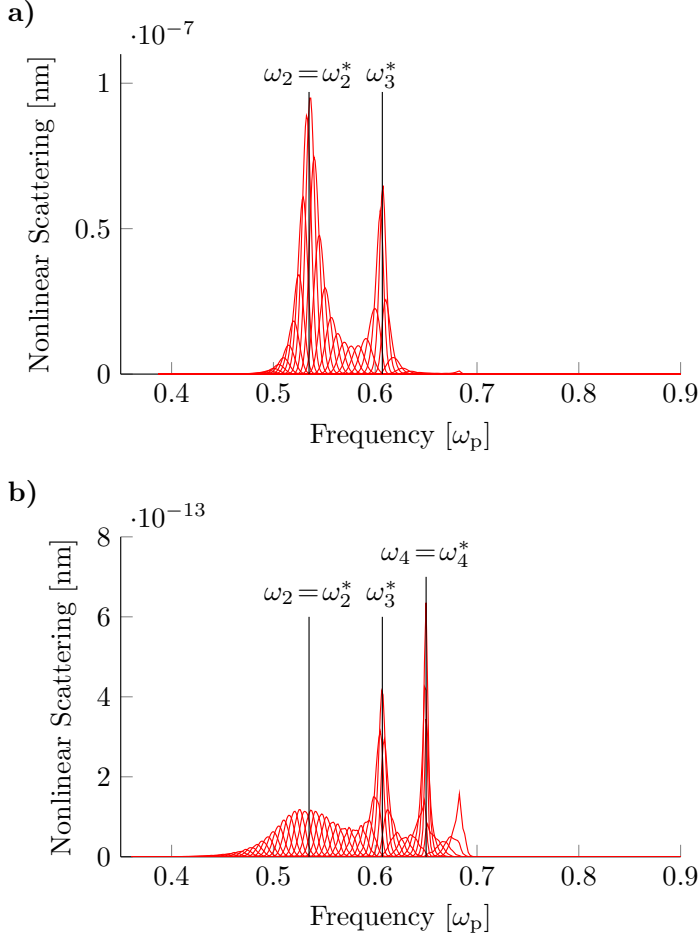 a)
·10⁻⁷
ω₂ = ω₂* ω₃*
1
0.5
0
Nonlinear Scattering [nm]
0.4 0.5 0.6 0.7 0.8 0.9
Frequency [ωₚ]
b)
·10⁻¹³
ω₄ = ω₄*
ω₂ = ω₂* ω₃*
8
6
4
2
0
Nonlinear Scattering [nm]
0.4 0.5 0.6 0.7 0.8 0.9
Frequency [ωₚ]